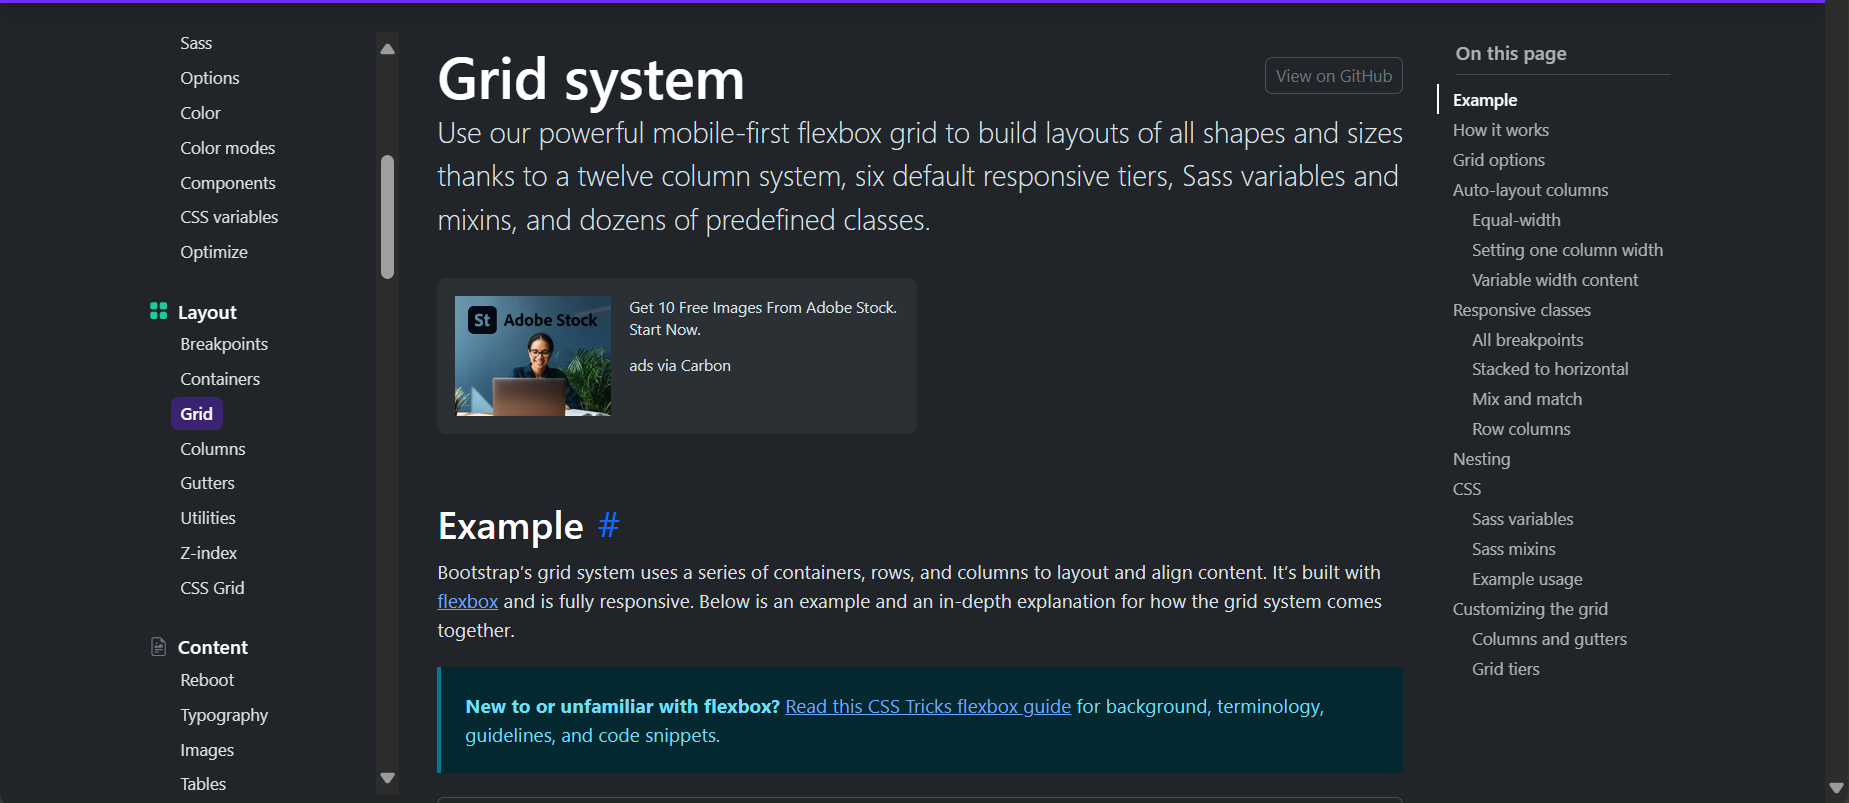 Sass
Options
Color
Color modes
Components
CSS variables
Optimize
Layout
Breakpoints
Containers
Grid
Columns
Gutters
Utilities
Z-index
CSS Grid
Content
Reboot
Typography
Images
Tables
Grid system
View on GitHub
Use our powerful mobile-first flexbox grid to build layouts of all shapes and sizes
thanks to a twelve column system, six default responsive tiers, Sass variables and
mixins, and dozens of predefined classes.
St Adobe Stock
Get 10 Free Images From Adobe Stock.
Start Now.
ads via Carbon
Example #
Bootstrap’s grid system uses a series of containers, rows, and columns to layout and align content. It’s built with
flexbox and is fully responsive. Below is an example and an in-depth explanation for how the grid system comes
together.
New to or unfamiliar with flexbox? Read this CSS Tricks flexbox guide for background, terminology,
guidelines, and code snippets.
On this page
Example
How it works
Grid options
Auto-layout columns
Equal-width
Setting one column width
Variable width content
Responsive classes
All breakpoints
Stacked to horizontal
Mix and match
Row columns
Nesting
CSS
Sass variables
Sass mixins
Example usage
Customizing the grid
Columns and gutters
Grid tiers